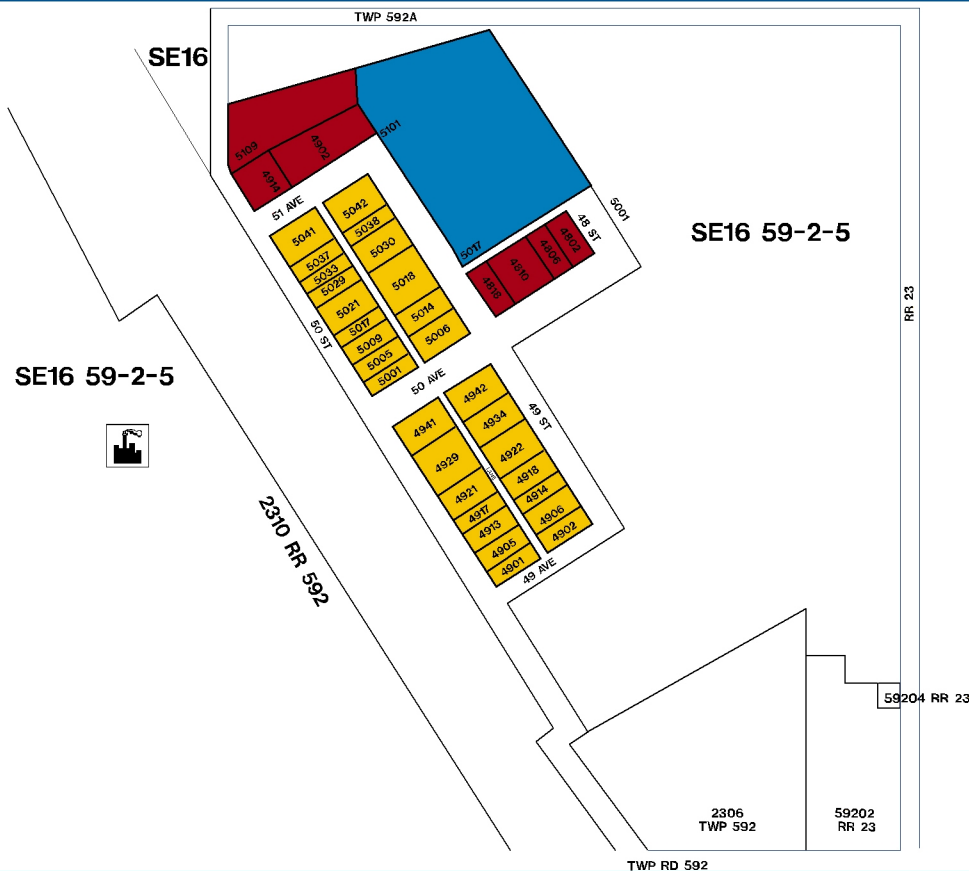 TWP 592A
SE16
5109
4902
4914
5101
51 AVE
5042
5038
5030
5018
5014
5006
5041
5037
5033
5029
5021
5017
5009
5005
5001
50 ST
5017
5001
48 ST
4802
4806
4810
4818
SE16 59-2-5
RR 23
SE16 59-2-5
50 AVE
4942
4934
4922
4918
4914
4906
4902
49 ST
4941
4929
4921
4917
4913
4905
4901
LANE
49 AVE
2310 RR 592
59204 RR 23
2306
TWP 592
59202
RR 23
TWP RD 592